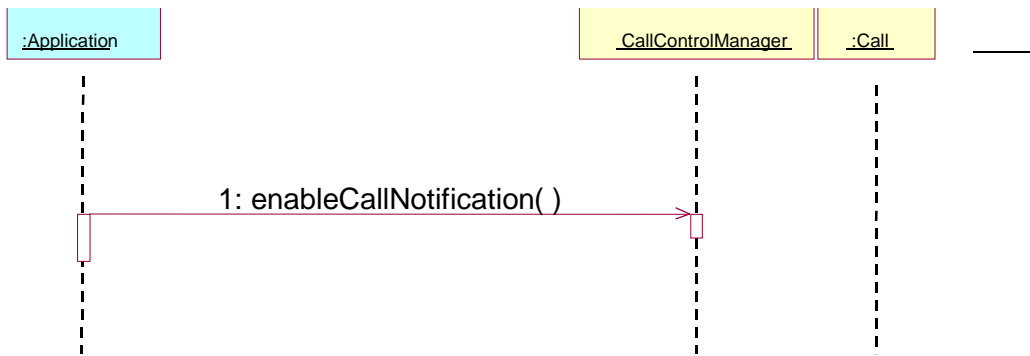 :Application
CallControlManager
:Call
1: enableCallNotification( )